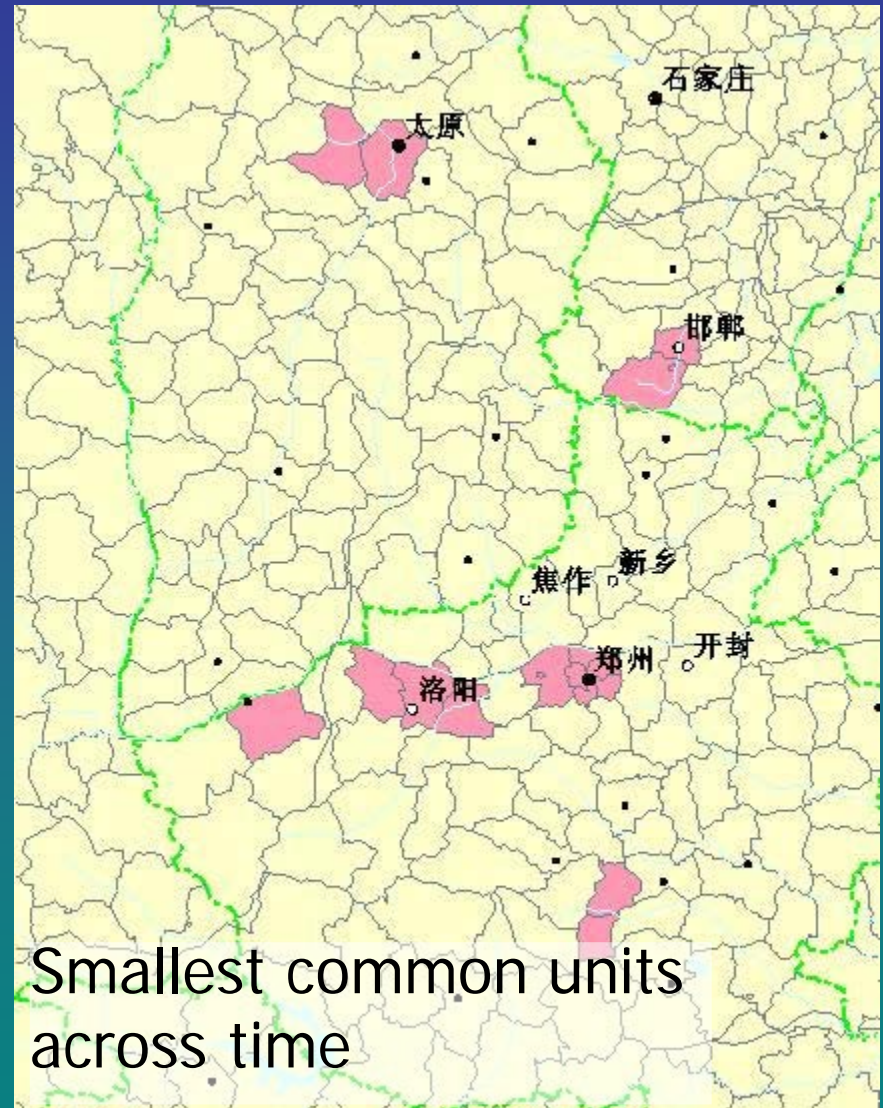 石家庄
太原
邯郸
新乡
焦作
开封
郑州
洛阳
Smallest common units
across time